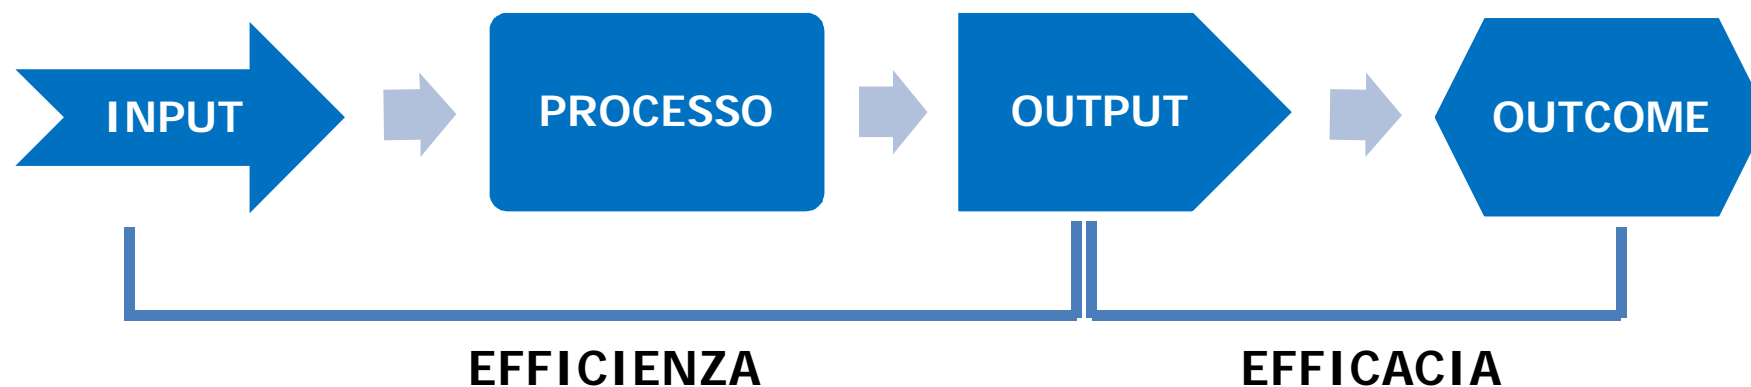 INPUT
PROCESSO
OUTPUT
OUTCOME
EFFICIENZA
EFFICACIA